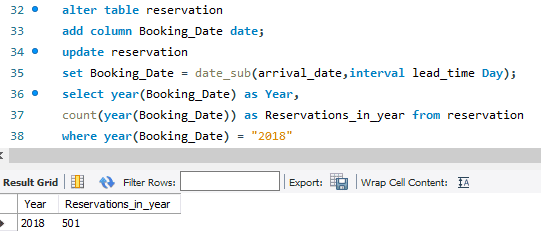 32 alter table reservation
33 add column Booking_Date date;
34 update reservation
35 set Booking_Date = date_sub(arrival_date,interval lead_time Day);
36 select year(Booking_Date) as Year,
37 count(year(Booking_Date)) as Reservations_in_year from reservation
38 where year(Booking_Date) = "2018"
Result Grid Filter Rows: Export: Wrap Cell Content: IA
Year Reservations_in_year
2018 501